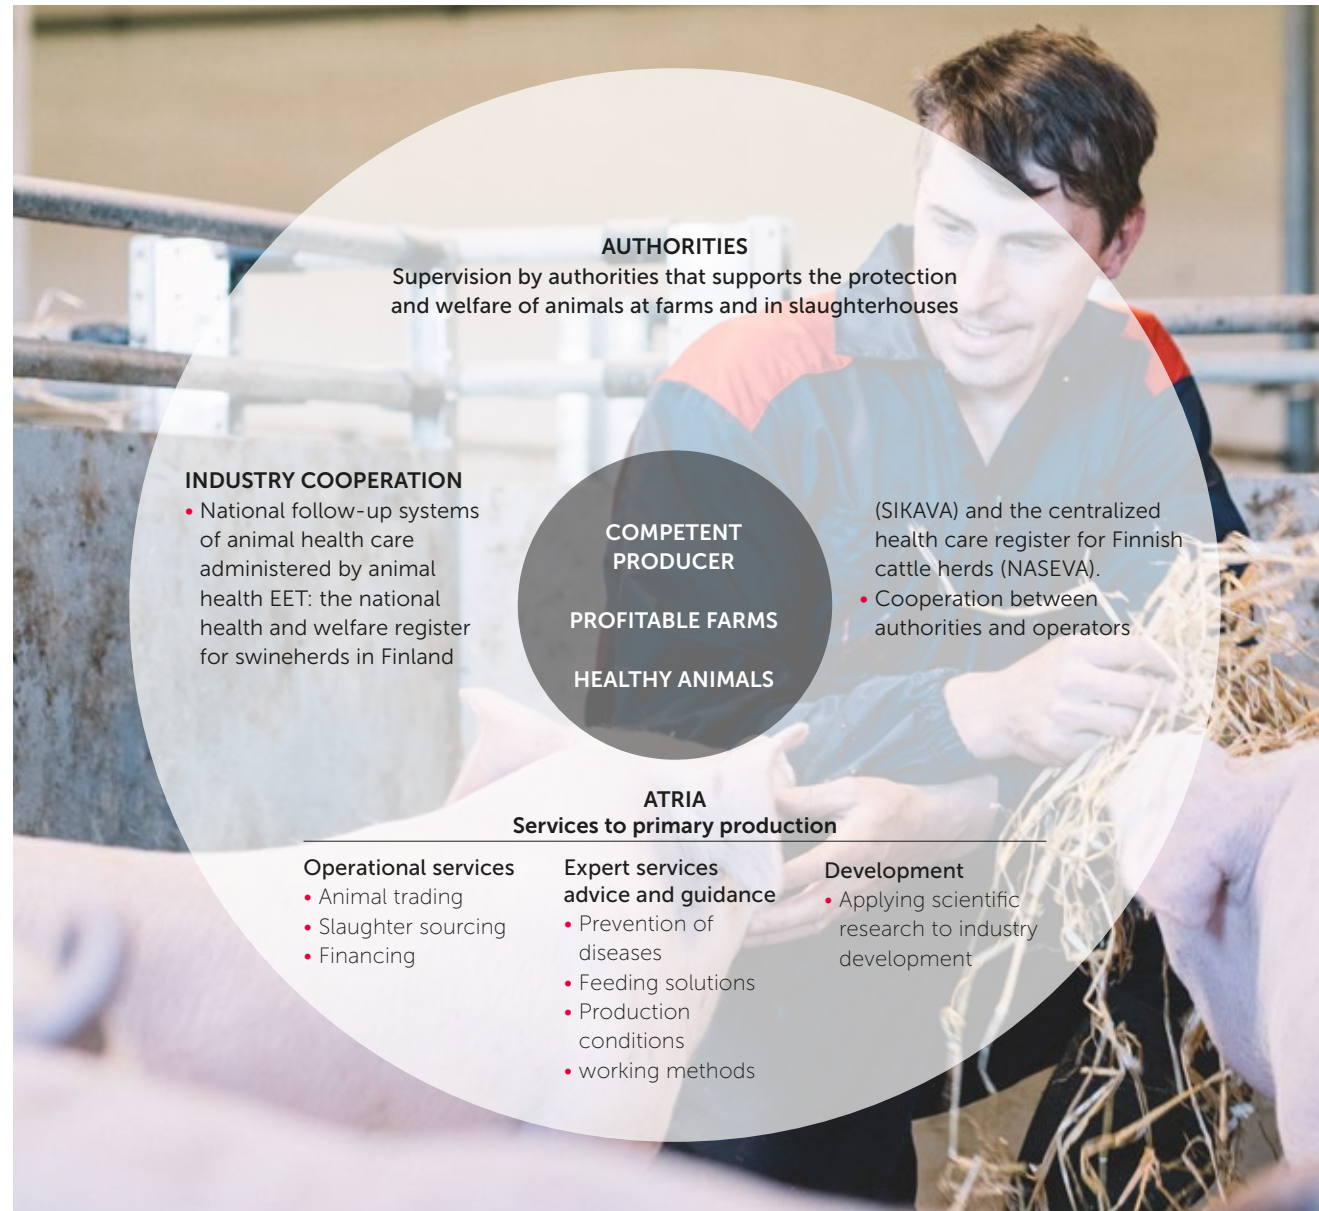 AUTHORITIES
Supervision by authorities that supports the protection
and welfare of animals at farms and in slaughterhouses
INDUSTRY COOPERATION
• National follow-up systems
of animal health care
administered by animal
health EET: the national
health and welfare register
for swineherds in Finland
(SIKAVA) and the centralized
health care register for Finnish
cattle herds (NASEVA).
• Cooperation between
authorities and operators
COMPETENT
PRODUCER
PROFITABLE FARMS
HEALTHY ANIMALS
ATRIA
Services to primary production
Operational services
• Animal trading
• Slaughter sourcing
• Financing
Expert services
advice and guidance
• Prevention of
diseases
• Feeding solutions
• Production
conditions
• working methods
Development
• Applying scientific
research to industry
development